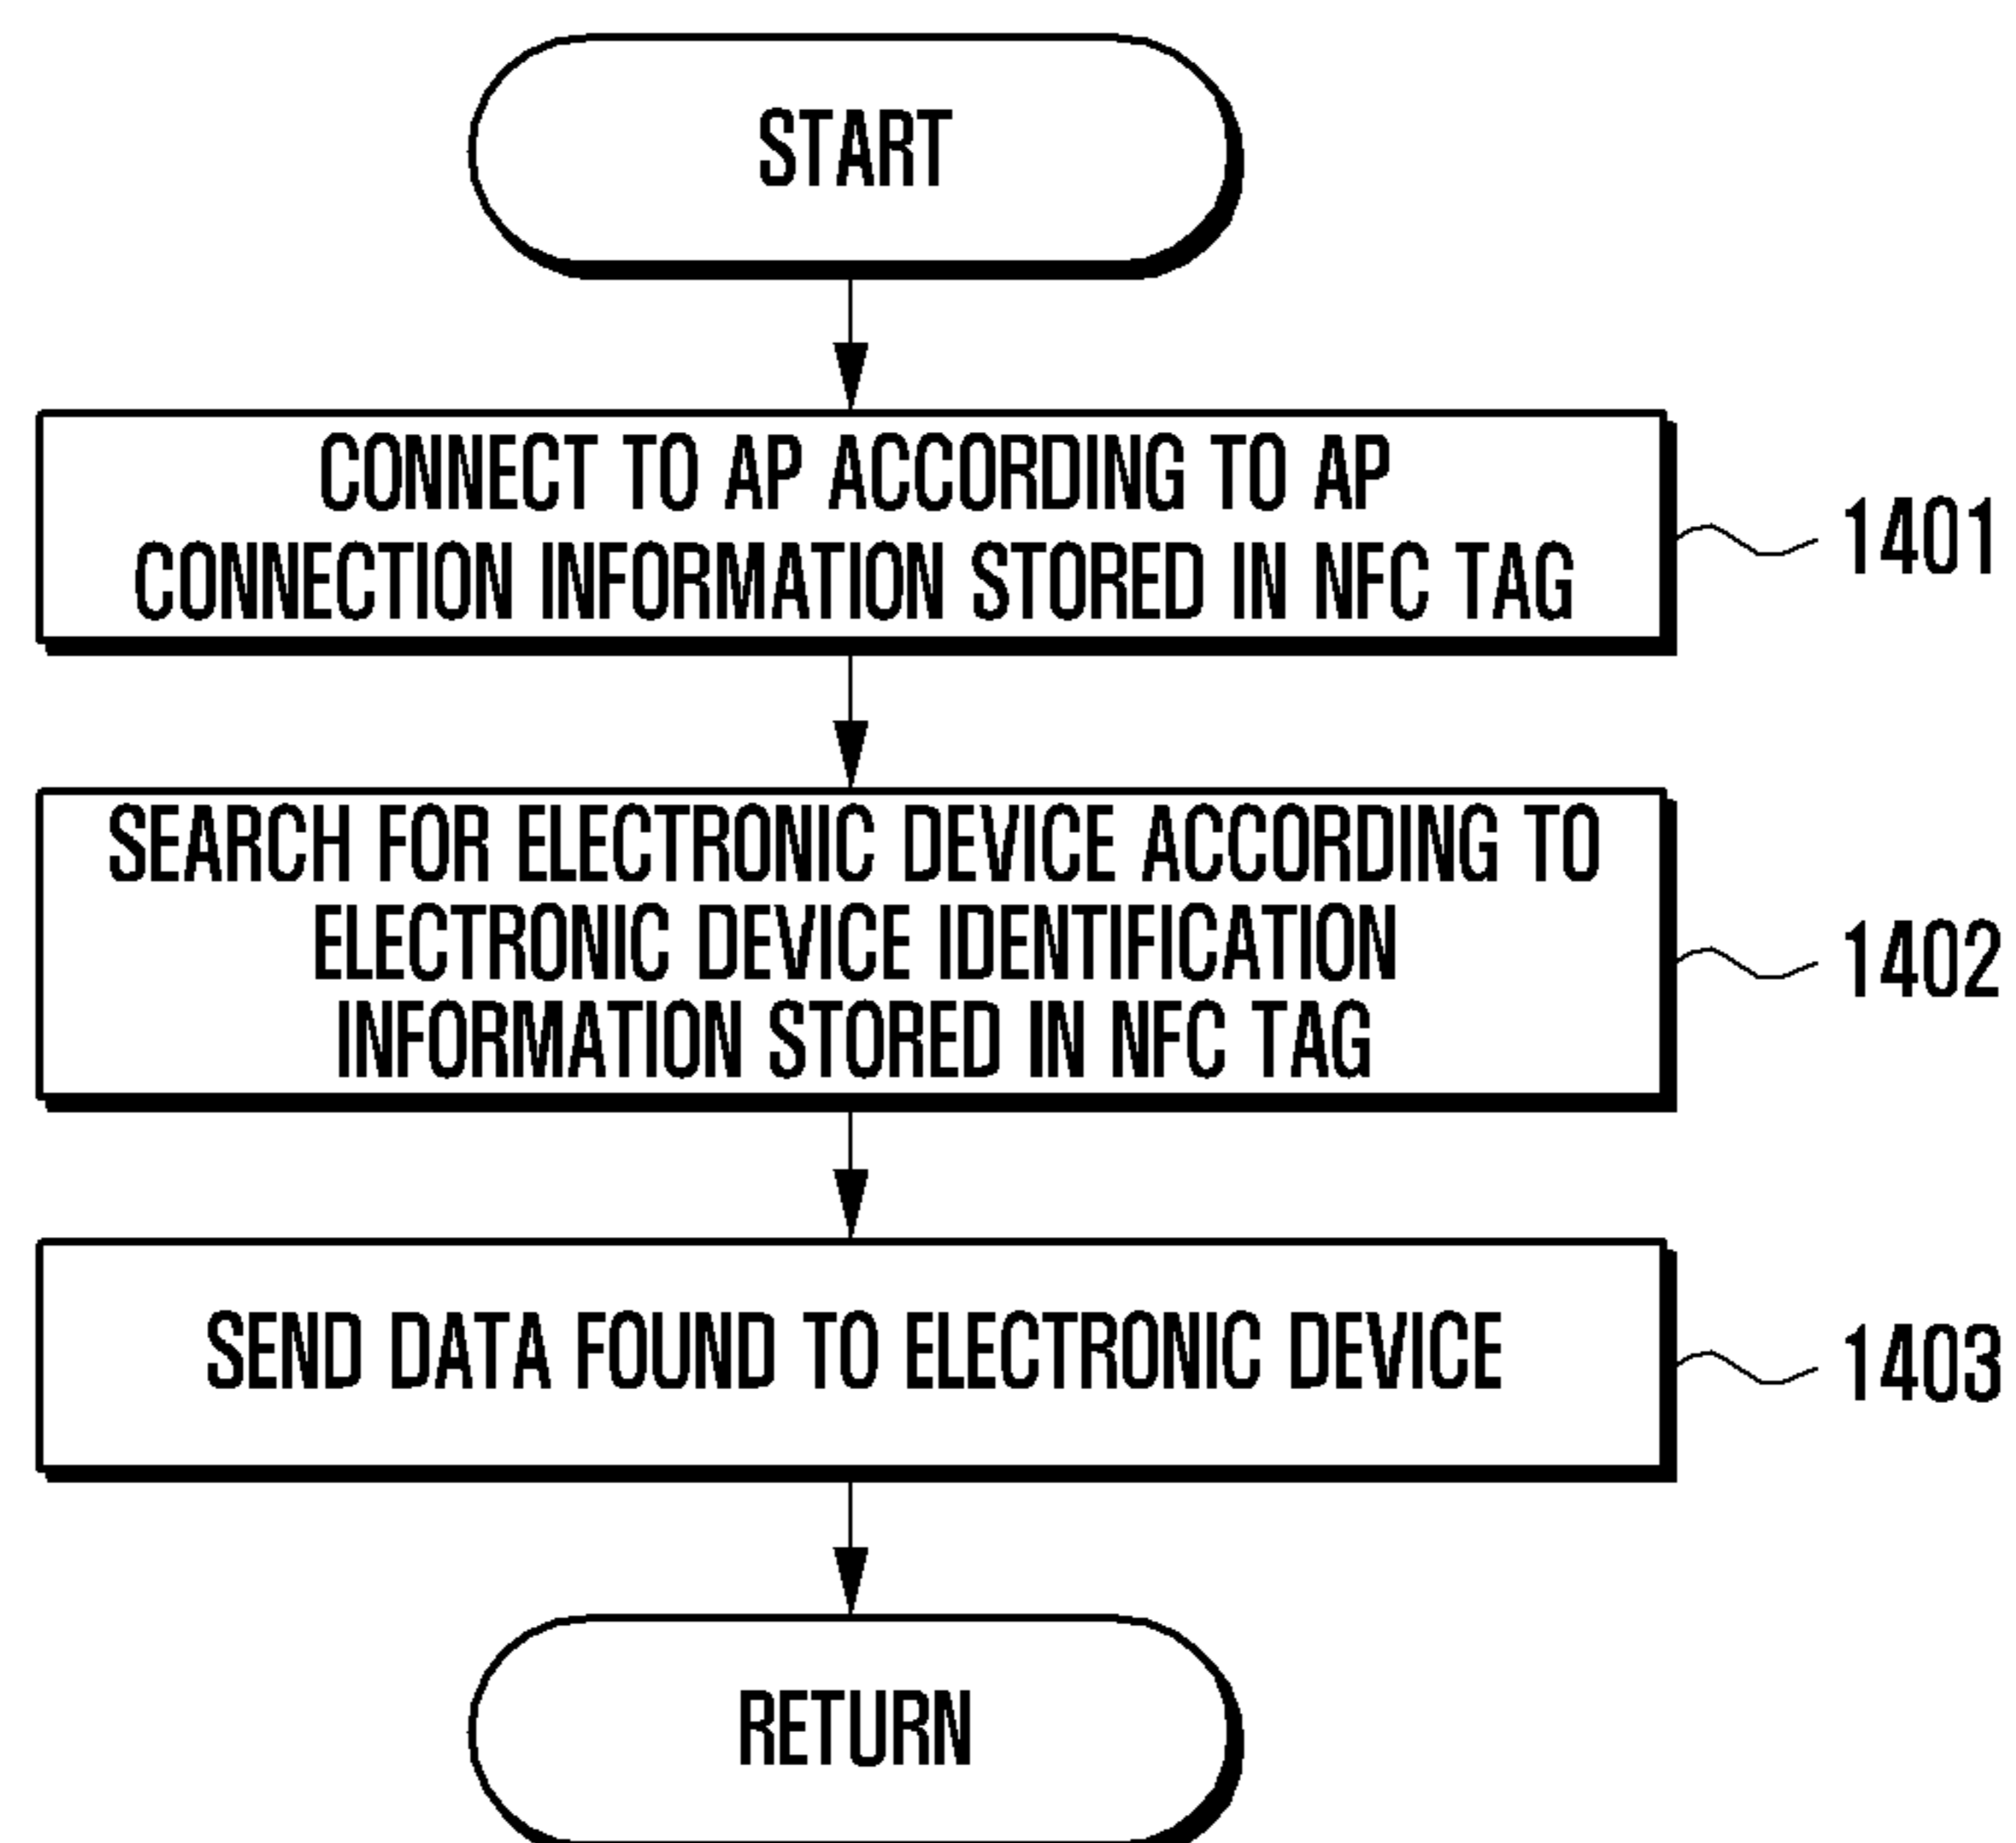 START
CONNECT TO AP ACCORDING TO AP
CONNECTION INFORMATION STORED IN NFC TAG
1401
SEARCH FOR ELECTRONIC DEVICE ACCORDING TO
ELECTRONIC DEVICE IDENTIFICATION
INFORMATION STORED IN NFC TAG
1402
SEND DATA FOUND TO ELECTRONIC DEVICE
1403
RETURN